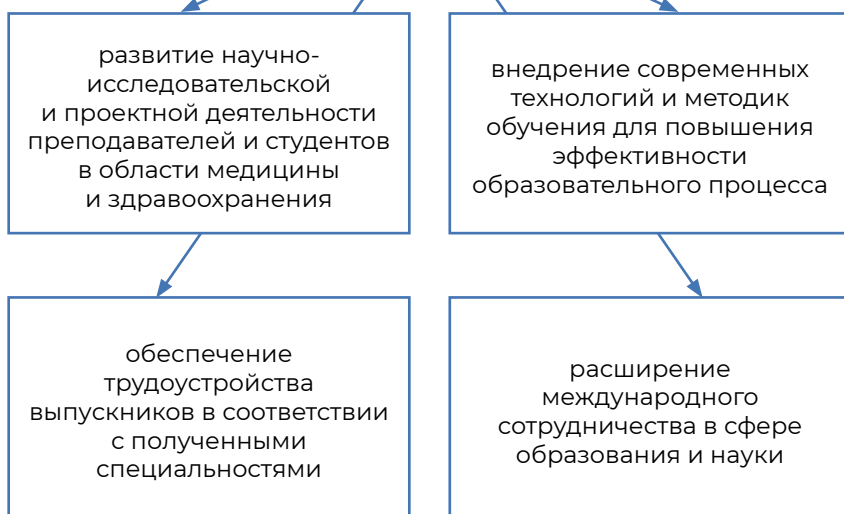 развитие научно-
исследовательской
и проектной деятельности
преподавателей и студентов
в области медицины
и здравоохранения
внедрение современных
технологий и методик
обучения для повышения
эффективности
образовательного процесса
обеспечение
трудоустройства
выпускников в соответствии
с полученными
специальностями
расширение
международного
сотрудничества в сфере
образования и науки